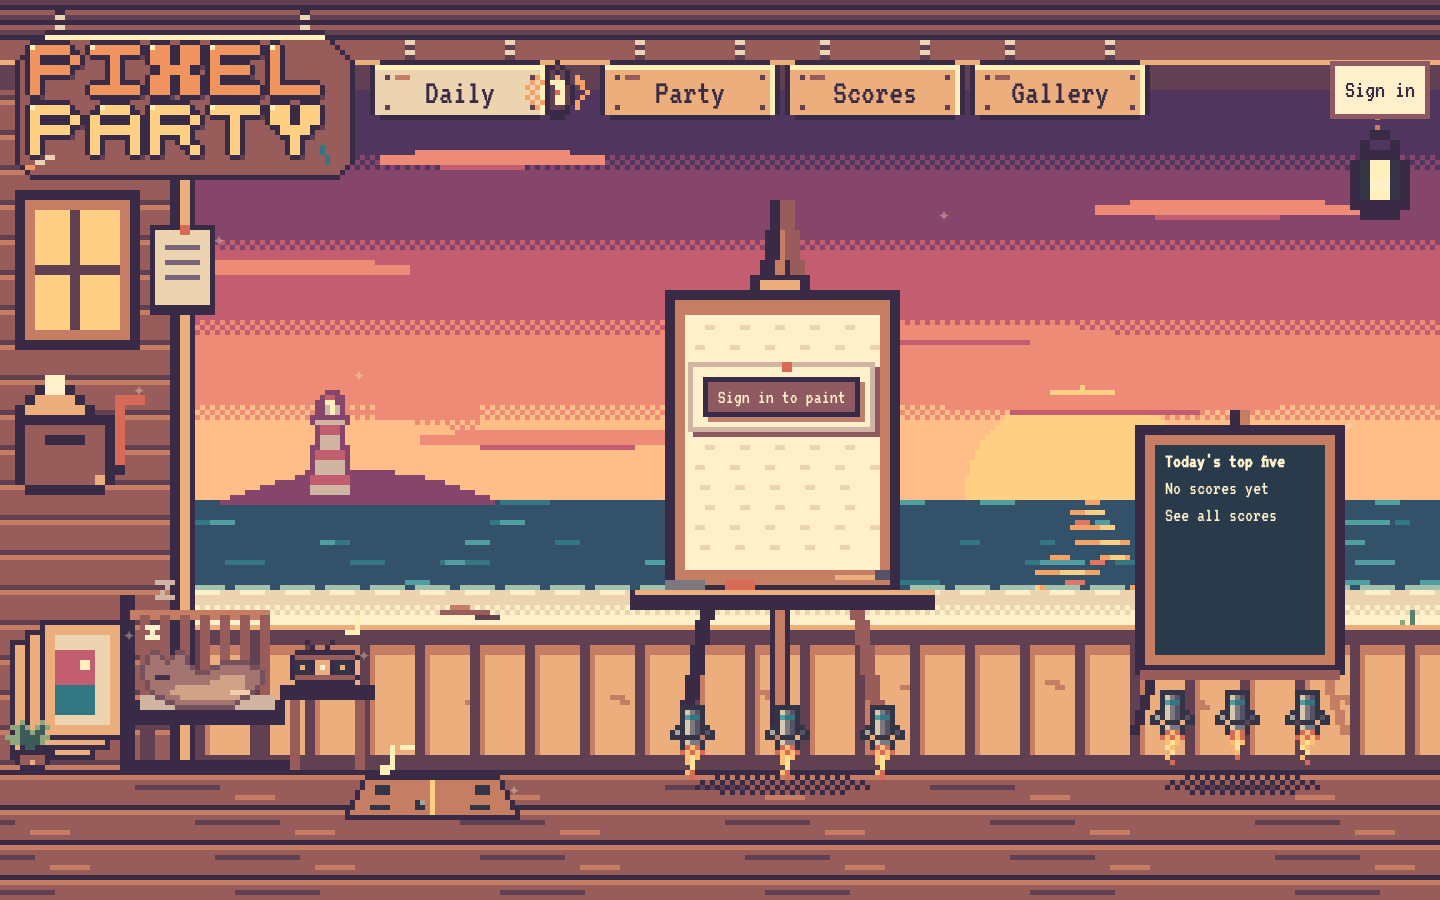 PIXEL
PARTY
Daily
Party
Scores
Gallery
Sign in
Sign in to paint
Today's top five
No scores yet
See all scores